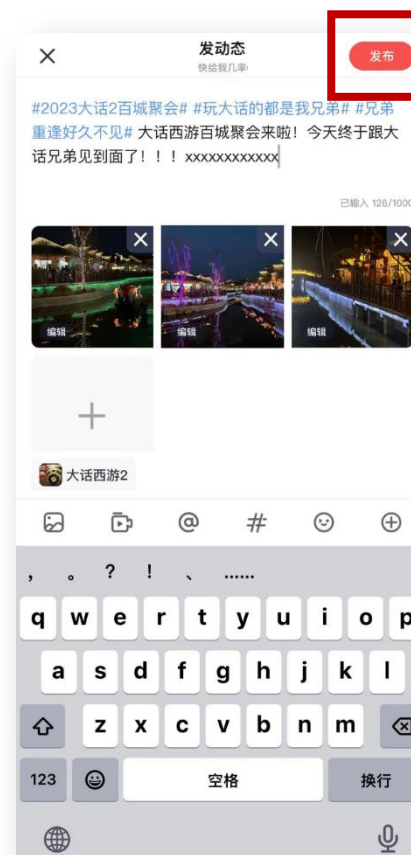 发动态
快给我几率
发布
#2023大话2百城聚会# #玩大话的都是我兄弟# #兄弟
重逢好久不见# 大话西游百城聚会来啦！今天终于跟大
话兄弟见到面了！！！xxxxxxxxxxxx
已输入 126/1000
编辑 编辑 编辑
大话西游2
@ #
， 。 ？ ！ 、 ……
q w e r t y u i o p
a s d f g h j k l
z x c v b n m
123 空格 换行